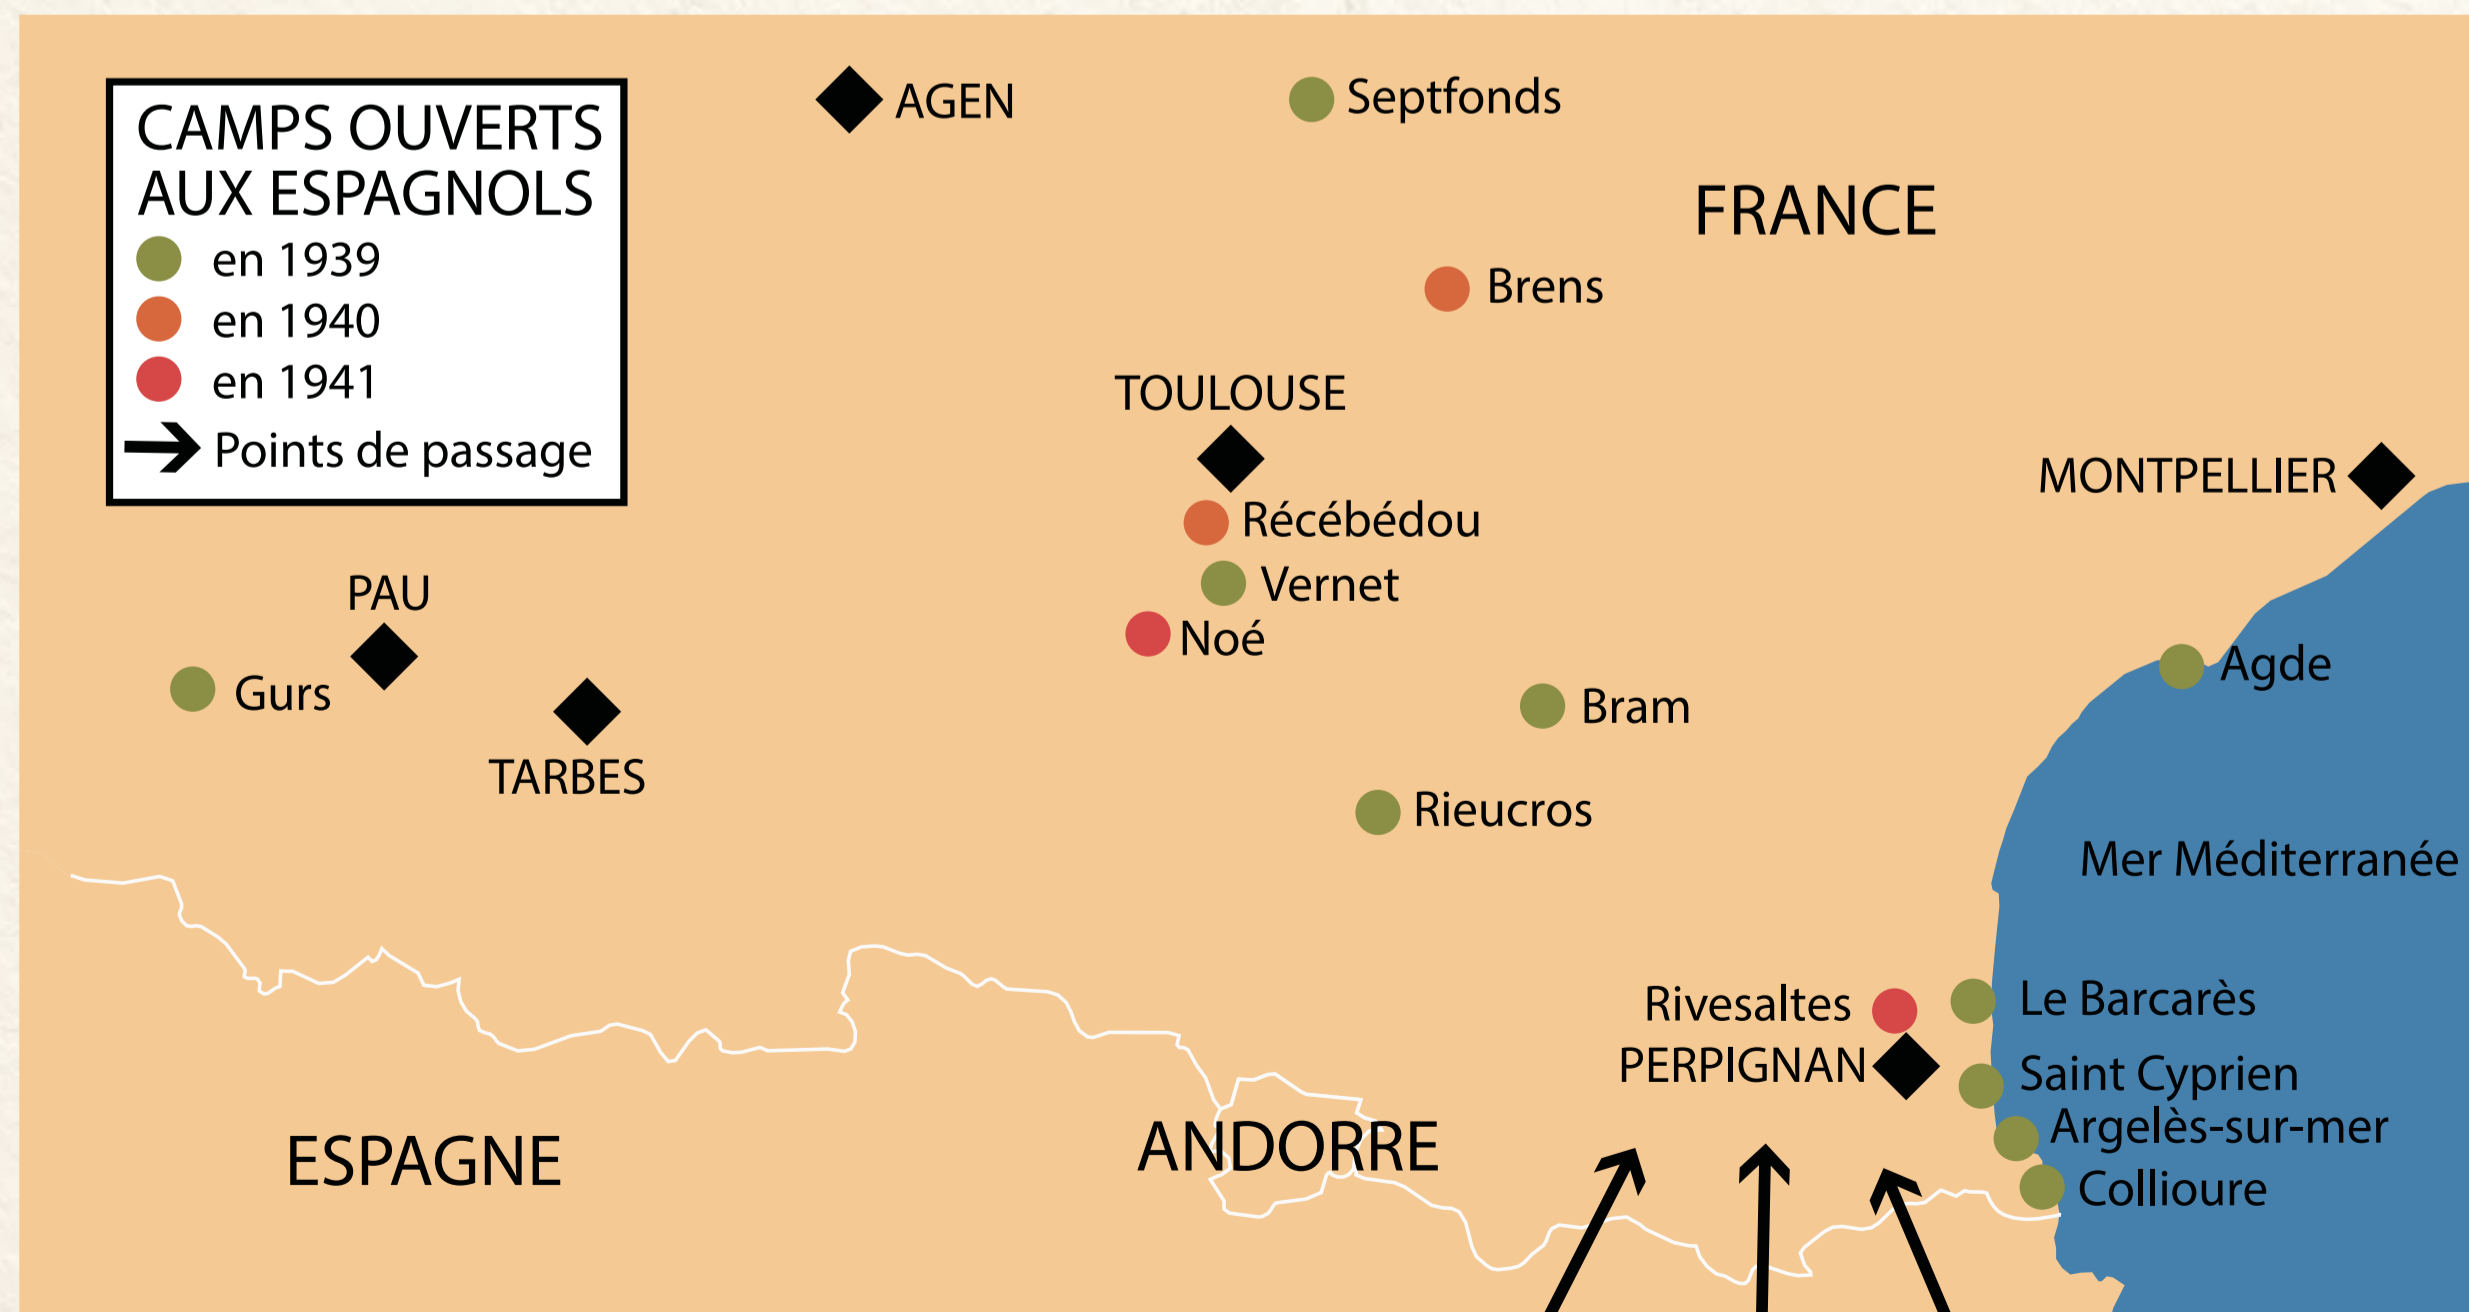 CAMPS OUVERTS
AUX ESPAGNOLS
en 1939
en 1940
en 1941
Points de passage
AGEN
Septfonds
FRANCE
Brens
TOULOUSE
MONTPELLIER
Récébédou
Vernet
PAU
Noé
Agde
Gurs
Bram
TARBES
Rieucros
Mer Méditerranée
Rivesaltes
Le Barcarès
PERPIGNAN
Saint Cyprien
Argelès-sur-mer
ANDORRE
ESPAGNE
Collioure